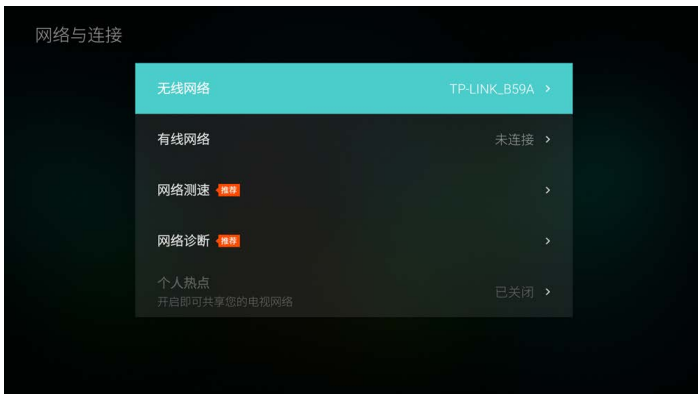 网络与连接
无线网络 TP-LINK_B59A >
有线网络 未连接 >
网络测速 推荐 >
网络诊断 推荐 >
个人热点 已关闭 >
开启即可共享您的电视网络